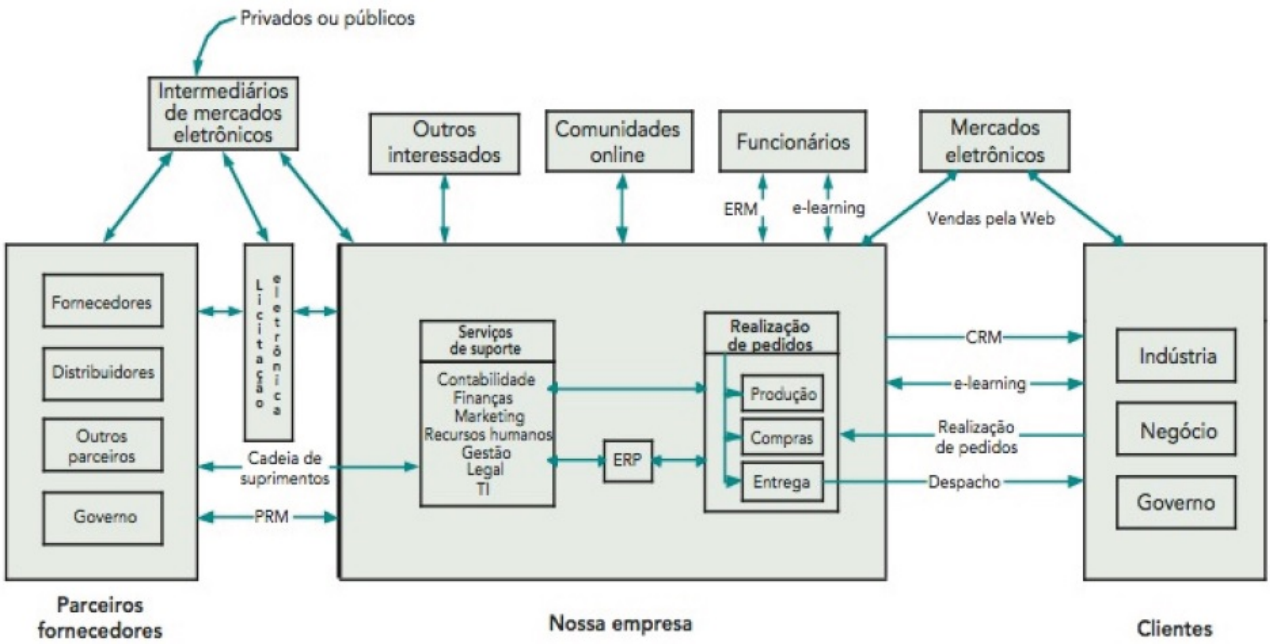 Privados ou públicos
Intermediários
de mercados
eletrônicos
Outros
interessados
Comunidades
online
Funcionários
Mercados
eletrônicos
ERM
e-learning
Vendas pela Web
Fornecedores
Distribuidores
Outros
parceiros
Governo
Licitação
eletrônica
Cadeia de
suprimentos
PRM
Serviços
de suporte
Contabilidade
Finanças
Marketing
Recursos humanos
Gestão
Legal
TI
ERP
Realização
de pedidos
Produção
Compras
Entrega
CRM
e-learning
Realização
de pedidos
Despacho
Indústria
Negócio
Governo
Parceiros
fornecedores
Nossa empresa
Clientes